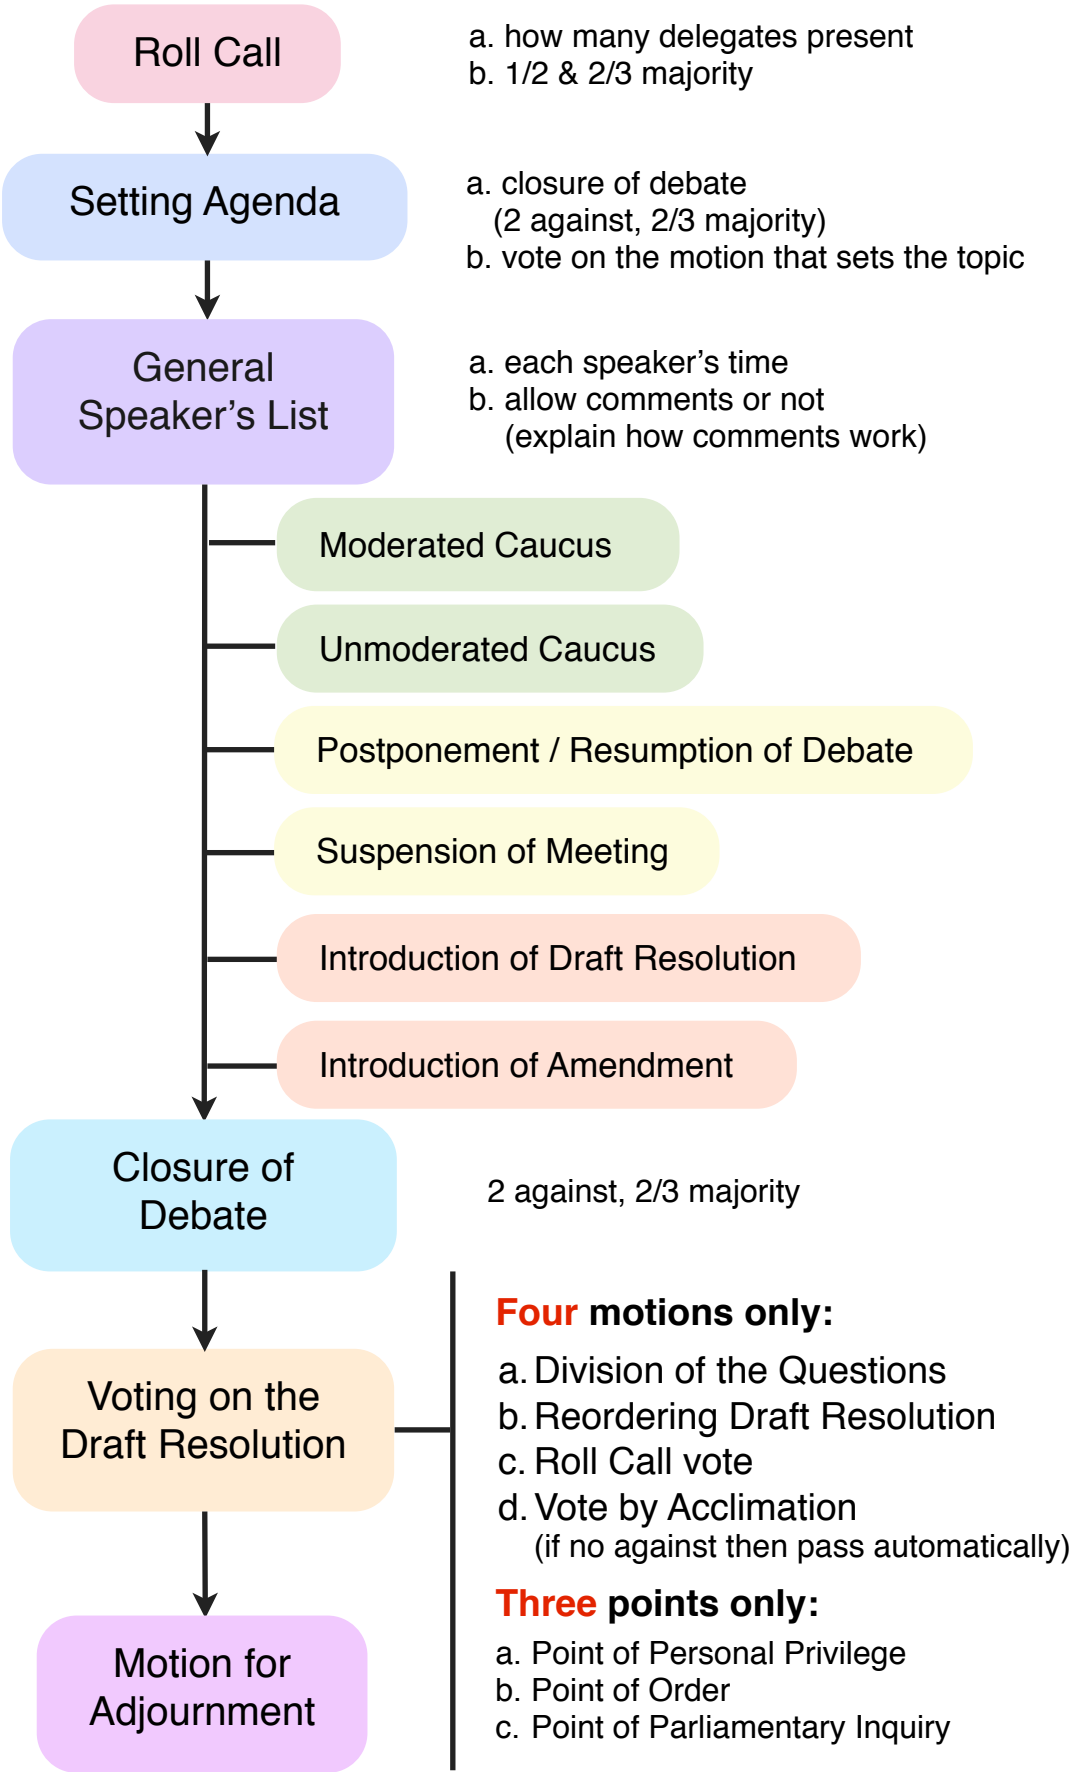 Roll Call
a. how many delegates present
b. 1/2 & 2/3 majority
Setting Agenda
a. closure of debate
(2 against, 2/3 majority)
b. vote on the motion that sets the topic
General
Speaker’s List
a. each speaker’s time
b. allow comments or not
(explain how comments work)
Moderated Caucus
Unmoderated Caucus
Postponement / Resumption of Debate
Suspension of Meeting
Introduction of Draft Resolution
Introduction of Amendment
Closure of
Debate
2 against, 2/3 majority
Voting on the
Draft Resolution
Four motions only:
a. Division of the Questions
b. Reordering Draft Resolution
c. Roll Call vote
d. Vote by Acclimation
(if no against then pass automatically)
Three points only:
a. Point of Personal Privilege
b. Point of Order
c. Point of Parliamentary Inquiry
Motion for
Adjournment